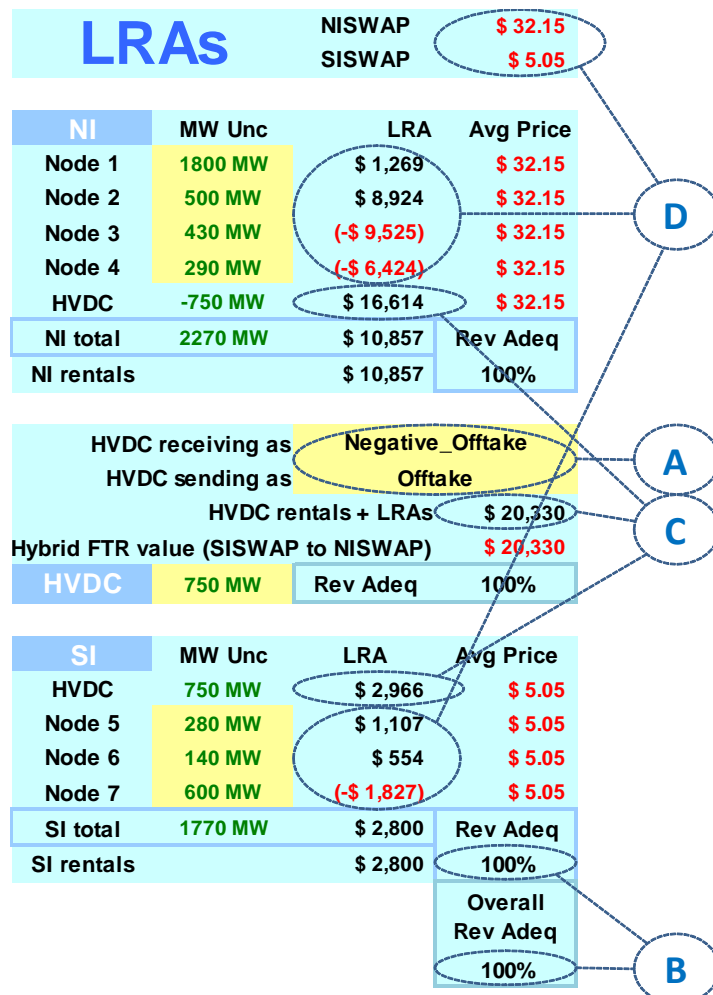 LRAs
NISWAP $ 32.15
SISWAP $ 5.05
NI MW Unc LRA Avg Price
Node 1 1800 MW $ 1,269 $ 32.15
Node 2 500 MW $ 8,924 $ 32.15
Node 3 430 MW (-$ 9,525) $ 32.15
Node 4 290 MW (-$ 6,424) $ 32.15
HVDC -750 MW $ 16,614 $ 32.15
NI total 2270 MW $ 10,857 Rev Adeq
NI rentals $ 10,857 100%
D
HVDC receiving as Negative_Offtake
HVDC sending as Offtake
HVDC rentals + LRAs $ 20,330
Hybrid FTR value (SISWAP to NISWAP) $ 20,330
HVDC 750 MW Rev Adeq 100%
A
C
SI MW Unc LRA Avg Price
HVDC 750 MW $ 2,966 $ 5.05
Node 5 280 MW $ 1,107 $ 5.05
Node 6 140 MW $ 554 $ 5.05
Node 7 600 MW (-$ 1,827) $ 5.05
SI total 1770 MW $ 2,800 Rev Adeq
SI rentals $ 2,800 100%
Overall
Rev Adeq
100%
B